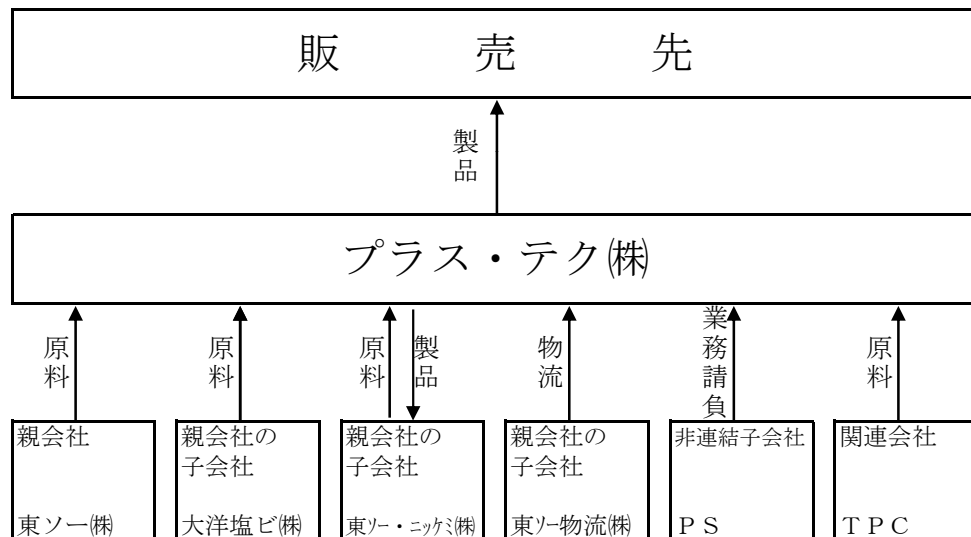 販売先
製品
プラス・テク㈱
原料
原料
原料
製品
物流
業務請負
原料
親会社
東ソー㈱
親会社の
子会社
大洋塩ビ㈱
親会社の
子会社
東ソー・ニッケミ㈱
親会社の
子会社
東ソー物流㈱
非連結子会社
ＰＳ
関連会社
ＴＰＣ